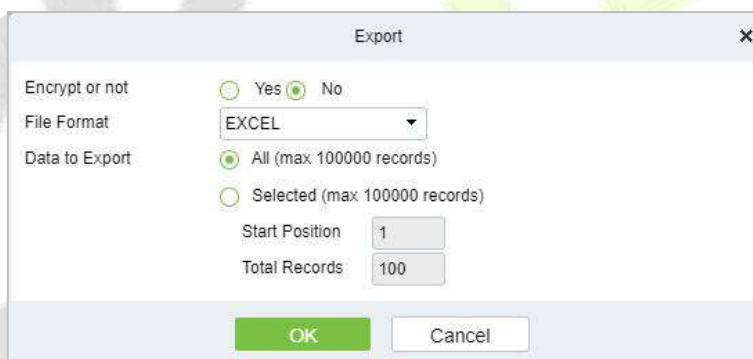 Export
Encrypt or not Yes No
File Format EXCEL
Data to Export All (max 100000 records)
Selected (max 100000 records)
Start Position 1
Total Records 100
OK Cancel